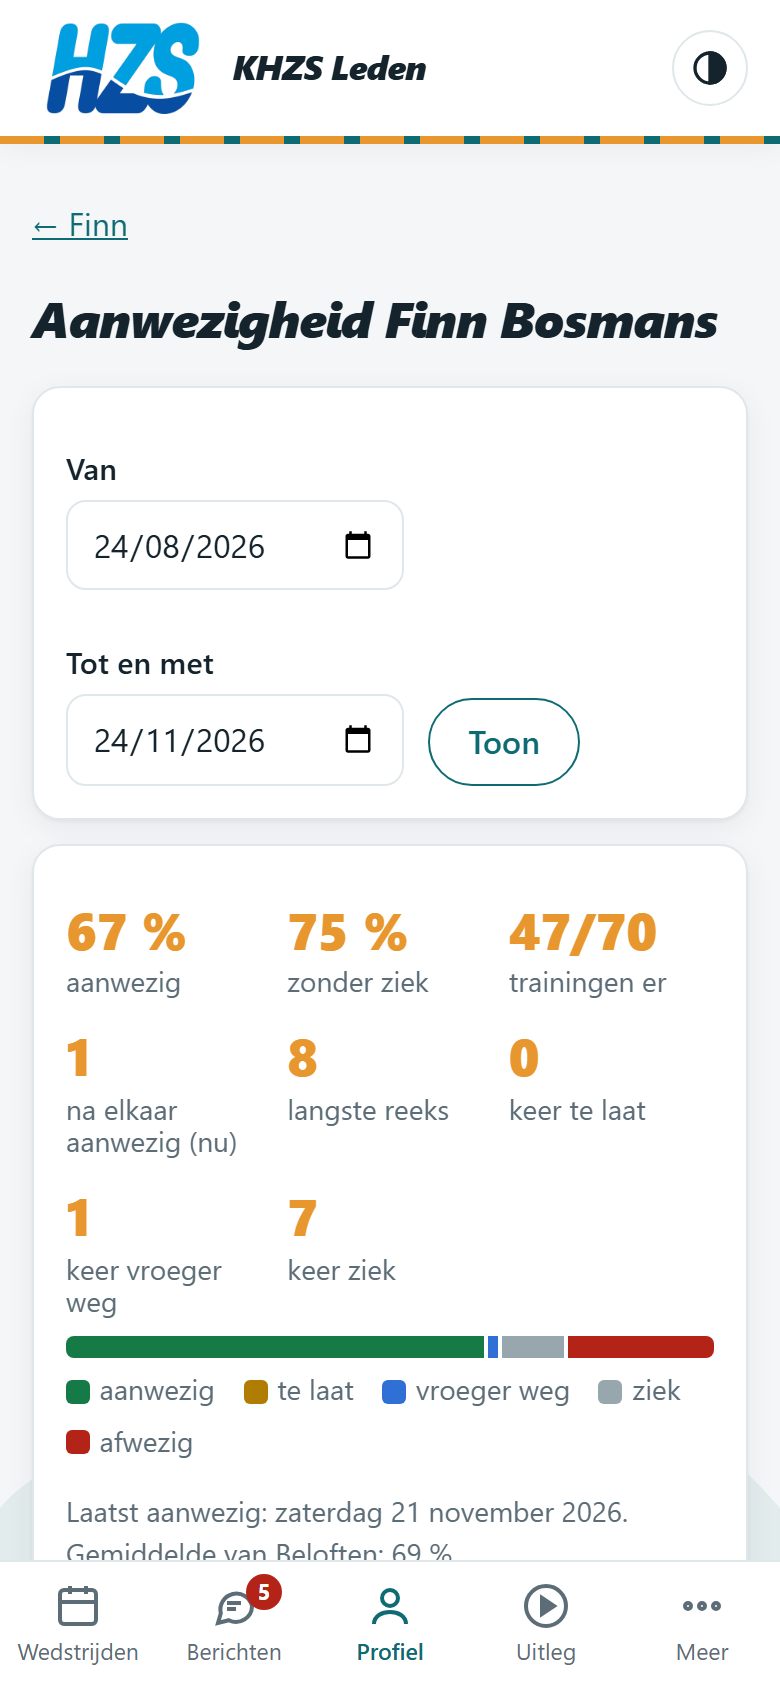 HZS
KHZS Leden
← Finn
Aanwezigheid Finn Bosmans
Van
24/08/2026
Tot en met
24/11/2026
Toon
67 %
aanwezig
75 %
zonder ziek
47/70
trainingen er
1
na elkaar
aanwezig (nu)
8
langste reeks
0
keer te laat
1
keer vroeger
weg
7
keer ziek
aanwezig te laat vroeger weg ziek
afwezig
Laatst aanwezig: zaterdag 21 november 2026.
Gemiddelde van Beloften: 69 %
5
Wedstrijden Berichten Profiel Uitleg Meer